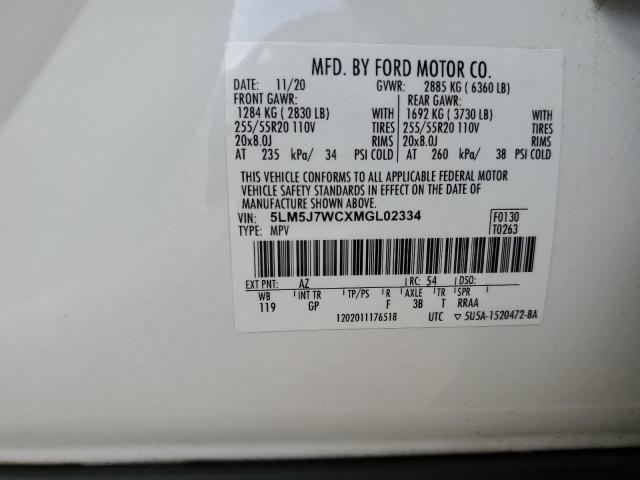 MFD. BY FORD MOTOR CO.
DATE: 11/20 GVWR: 2885 KG ( 6360 LB)
FRONT GAWR: REAR GAWR:
1284 KG ( 2830 LB) WITH 1692 KG ( 3730 LB) WITH
255/55R20 110V TIRES 255/55R20 110V TIRES
20x8.0J RIMS 20x8.0J RIMS
AT 235 kPa/ 34 PSI COLD AT 260 kPa/ 38 PSI COLD
THIS VEHICLE CONFORMS TO ALL APPLICABLE FEDERAL MOTOR
VEHICLE SAFETY STANDARDS IN EFFECT ON THE DATE OF
MANUFACTURE SHOWN ABOVE.
VIN: 5LM5J7WCXMGL02334 F0130
TYPE: MPV T0263
EXT PNT: AZ RC: 54 DSO:
WB INT TR TP/PS R AXLE TR SPR
119 GP F 3B T RRAA
1202011176518 UTC ▽ 5U5A-1520472-BA